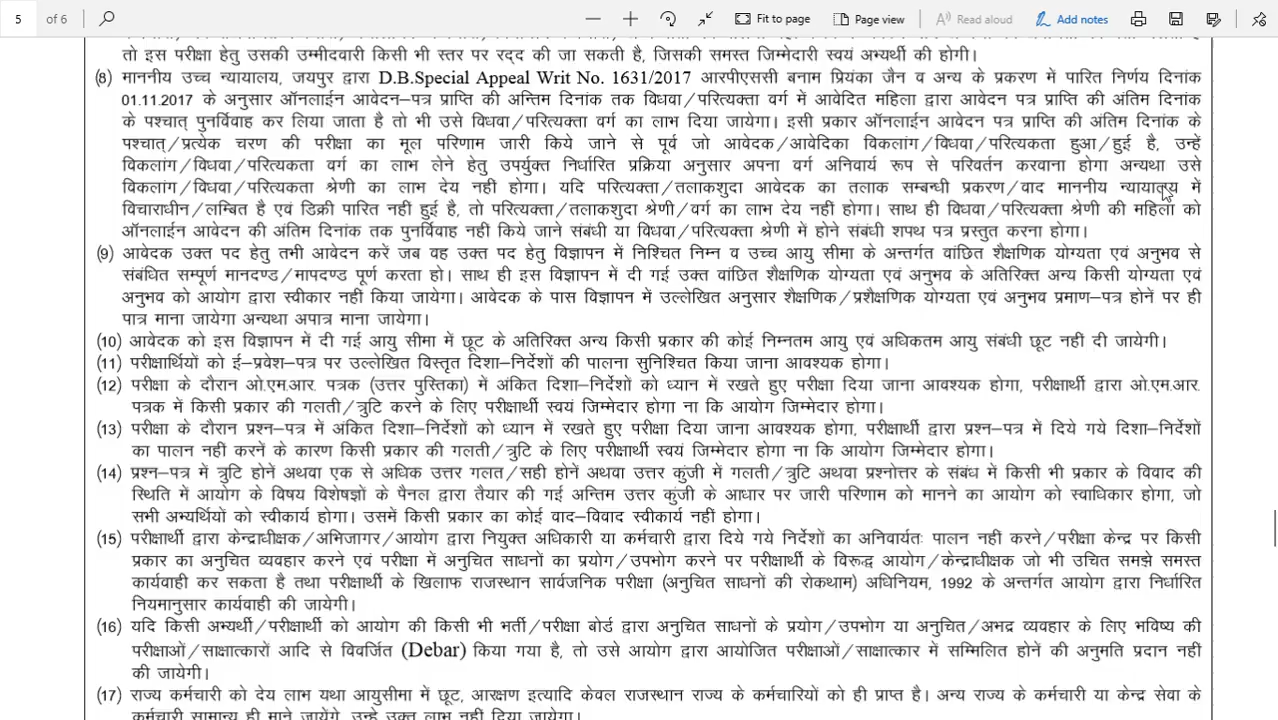 5 of 6 Fit to page Page view Read aloud Add notes
तो इस परीक्षा हेतु उसकी उम्मीदवारी किसी भी स्तर पर रद्द की जा सकती है, जिसकी समस्त जिम्मेदारी स्वयं अभ्यर्थी की होगी।
(8) माननीय उच्च न्यायालय, जयपुर द्वारा D.B.Special Appeal Writ No. 1631/2017 आरपीएससी बनाम प्रियंका जैन व अन्य के प्रकरण में पारित निर्णय दिनांक
01.11.2017 के अनुसार ऑनलाईन आवेदन–पत्र प्राप्ति की अन्तिम दिनांक तक विधवा/परित्यक्ता वर्ग में आवेदित महिला द्वारा आवेदन पत्र प्राप्ति की अंतिम दिनांक
के पश्चात् पुनर्विवाह कर लिया जाता है तो भी उसे विधवा/परित्यक्ता वर्ग का लाभ दिया जायेगा। इसी प्रकार ऑनलाईन आवेदन पत्र प्राप्ति की अंतिम दिनांक के
पश्चात्/प्रत्येक चरण की परीक्षा का मूल परिणाम जारी किये जाने से पूर्व जो आवेदक/आवेदिका विकलांग/विधवा/परित्यकता हुआ/हुई है, उन्हें
विकलांग/विधवा/परित्यकता वर्ग का लाभ लेने हेतु उपर्युक्त निर्धारित प्रक्रिया अनुसार अपना वर्ग अनिवार्य रूप से परिवर्तन करवाना होगा अन्यथा उसे
विकलांग/विधवा/परित्यकता श्रेणी का लाभ देय नहीं होगा। यदि परित्यक्ता/तलाकशुदा आवेदक का तलाक सम्बन्धी प्रकरण/वाद माननीय न्यायालय में
विचाराधीन/लम्बित है एवं डिक्री पारित नहीं हुई है, तो परित्यक्ता/तलाकशुदा श्रेणी/वर्ग का लाभ देय नहीं होगा। साथ ही विधवा/परित्यक्ता श्रेणी की महिला को
ऑनलाईन आवेदन की अंतिम दिनांक तक पुनर्विवाह नहीं किये जाने संबंधी या विधवा/परित्यक्ता श्रेणी में होने संबंधी शपथ पत्र प्रस्तुत करना होगा।
(9) आवेदक उक्त पद हेतु तभी आवेदन करें जब वह उक्त पद हेतु विज्ञापन में निश्चित निम्न व उच्च आयु सीमा के अन्तर्गत वांछित शैक्षणिक योग्यता एवं अनुभव से
संबंधित सम्पूर्ण मानदण्ड/मापदण्ड पूर्ण करता हो। साथ ही इस विज्ञापन में दी गई उक्त वांछित शैक्षणिक योग्यता एवं अनुभव के अतिरिक्त अन्य किसी योग्यता एवं
अनुभव को आयोग द्वारा स्वीकार नहीं किया जायेगा। आवेदक के पास विज्ञापन में उल्लेखित अनुसार शैक्षणिक/प्रशैक्षणिक योग्यता एवं अनुभव प्रमाण–पत्र होनें पर ही
पात्र माना जायेगा अन्यथा अपात्र माना जायेगा।
(10) आवेदक को इस विज्ञापन में दी गई आयु सीमा में छूट के अतिरिक्त अन्य किसी प्रकार की कोई निम्नतम आयु एवं अधिकतम आयु संबंधी छूट नहीं दी जायेगी।
(11) परीक्षार्थियों को ई–प्रवेश–पत्र पर उल्लेखित विस्तृत दिशा–निर्देशों की पालना सुनिश्चित किया जाना आवश्यक होगा।
(12) परीक्षा के दौरान ओ.एम.आर. पत्रक (उत्तर पुस्तिका) में अंकित दिशा–निर्देशों को ध्यान में रखते हुए परीक्षा दिया जाना आवश्यक होगा, परीक्षार्थी द्वारा ओ.एम.आर.
पत्रक में किसी प्रकार की गलती/त्रुटि करने के लिए परीक्षार्थी स्वयं जिम्मेदार होगा ना कि आयोग जिम्मेदार होगा।
(13) परीक्षा के दौरान प्रश्न–पत्र में अंकित दिशा–निर्देशों को ध्यान में रखते हुए परीक्षा दिया जाना आवश्यक होगा, परीक्षार्थी द्वारा प्रश्न–पत्र में दिये गये दिशा–निर्देशों
का पालन नहीं करनें के कारण किसी प्रकार की गलती/त्रुटि के लिए परीक्षार्थी स्वयं जिम्मेदार होगा ना कि आयोग जिम्मेदार होगा।
(14) प्रश्न–पत्र में त्रुटि होनें अथवा एक से अधिक उत्तर गलत/सही होनें अथवा उत्तर कुंजी में गलती/त्रुटि अथवा प्रश्नोत्तर के संबंध में किसी भी प्रकार के विवाद की
स्थिति में आयोग के विषय विशेषज्ञों के पैनल द्वारा तैयार की गई अन्तिम उत्तर कुंजी के आधार पर जारी परिणाम को मानने का आयोग को स्वाधिकार होगा, जो
सभी अभ्यर्थियों को स्वीकार्य होगा। उसमें किसी प्रकार का कोई वाद–विवाद स्वीकार्य नहीं होगा।
(15) परीक्षार्थी द्वारा केन्द्राधीक्षक/अभिजागर/आयोग द्वारा नियुक्त अधिकारी या कर्मचारी द्वारा दिये गये निर्देशों का अनिवार्यतः पालन नहीं करने/परीक्षा केन्द्र पर किसी
प्रकार का अनुचित व्यवहार करने एवं परीक्षा में अनुचित साधनों का प्रयोग/उपभोग करने पर परीक्षार्थी के विरूद्ध आयोग/केन्द्राधीक्षक जो भी उचित समझे समस्त
कार्यवाही कर सकता है तथा परीक्षार्थी के खिलाफ राजस्थान सार्वजनिक परीक्षा (अनुचित साधनों की रोकथाम) अधिनियम, 1992 के अन्तर्गत आयोग द्वारा निर्धारित
नियमानुसार कार्यवाही की जायेगी।
(16) यदि किसी अभ्यर्थी/परीक्षार्थी को आयोग की किसी भी भर्ती/परीक्षा बोर्ड द्वारा अनुचित साधनों के प्रयोग/उपभोग या अनुचित/अभद्र व्यवहार के लिए भविष्य की
परीक्षाओं/साक्षात्कारों आदि से विवर्जित (Debar) किया गया है, तो उसे आयोग द्वारा आयोजित परीक्षाओं/साक्षात्कार में सम्मिलित होनें की अनुमति प्रदान नहीं
की जायेगी।
(17) राज्य कर्मचारी को देय लाभ यथा आयुसीमा में छूट, आरक्षण इत्यादि केवल राजस्थान राज्य के कर्मचारियों को ही प्राप्त है। अन्य राज्य के कर्मचारी या केन्द्र सेवा के
कर्मचारी सामान्य ही माने जायेंगे, उन्हे उक्त लाभ नहीं दिया जायेगा।